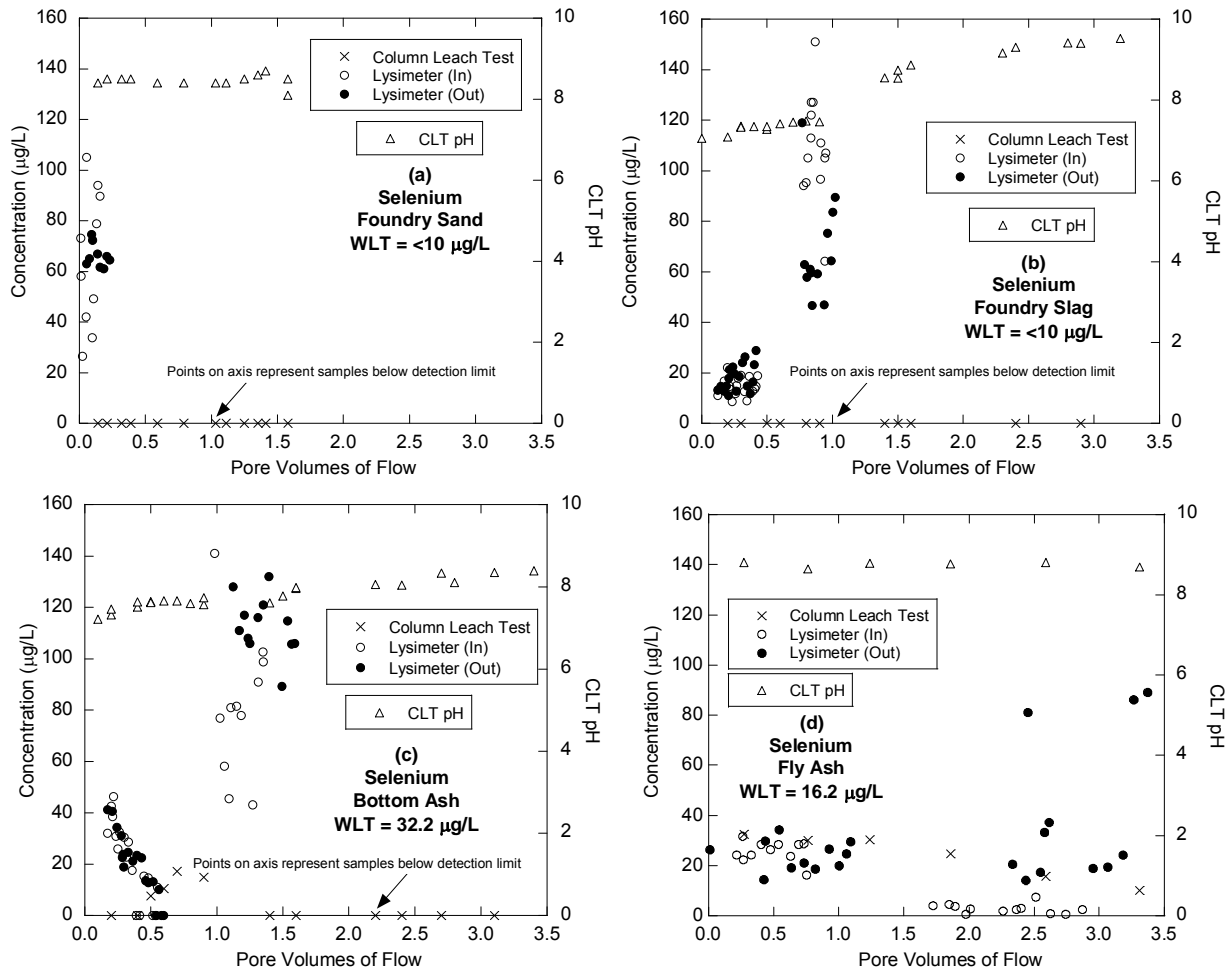 160
140
120
100
80
60
40
20
0
Concentration (µg/L)
10
8
6
4
2
0
CLT pH
Column Leach Test
Lysimeter (In)
Lysimeter (Out)
CLT pH
(a)
Selenium
Foundry Sand
WLT = <10 µg/L
Points on axis represent samples below detection limit
0.0 0.5 1.0 1.5 2.0 2.5 3.0 3.5
Pore Volumes of Flow
160
140
120
100
80
60
40
20
0
Concentration (µg/L)
10
8
6
4
2
0
CLT pH
Column Leach Test
Lysimeter (In)
Lysimeter (Out)
CLT pH
(b)
Selenium
Foundry Slag
WLT = <10 µg/L
Points on axis represent samples below detection limit
0.0 0.5 1.0 1.5 2.0 2.5 3.0 3.5
Pore Volumes of Flow
160
140
120
100
80
60
40
20
0
Concentration (µg/L)
10
8
6
4
2
0
CLT pH
Column Leach Test
Lysimeter (In)
Lysimeter (Out)
CLT pH
(c)
Selenium
Bottom Ash
WLT = 32.2 µg/L
Points on axis represent samples below detection limit
0.0 0.5 1.0 1.5 2.0 2.5 3.0 3.5
Pore Volumes of Flow
160
140
120
100
80
60
40
20
0
Concentration (µg/L)
10
8
6
4
2
0
CLT pH
Column Leach Test
Lysimeter (In)
Lysimeter (Out)
CLT pH
(d)
Selenium
Fly Ash
WLT = 16.2 µg/L
0.0 0.5 1.0 1.5 2.0 2.5 3.0 3.5
Pore Volumes of Flow